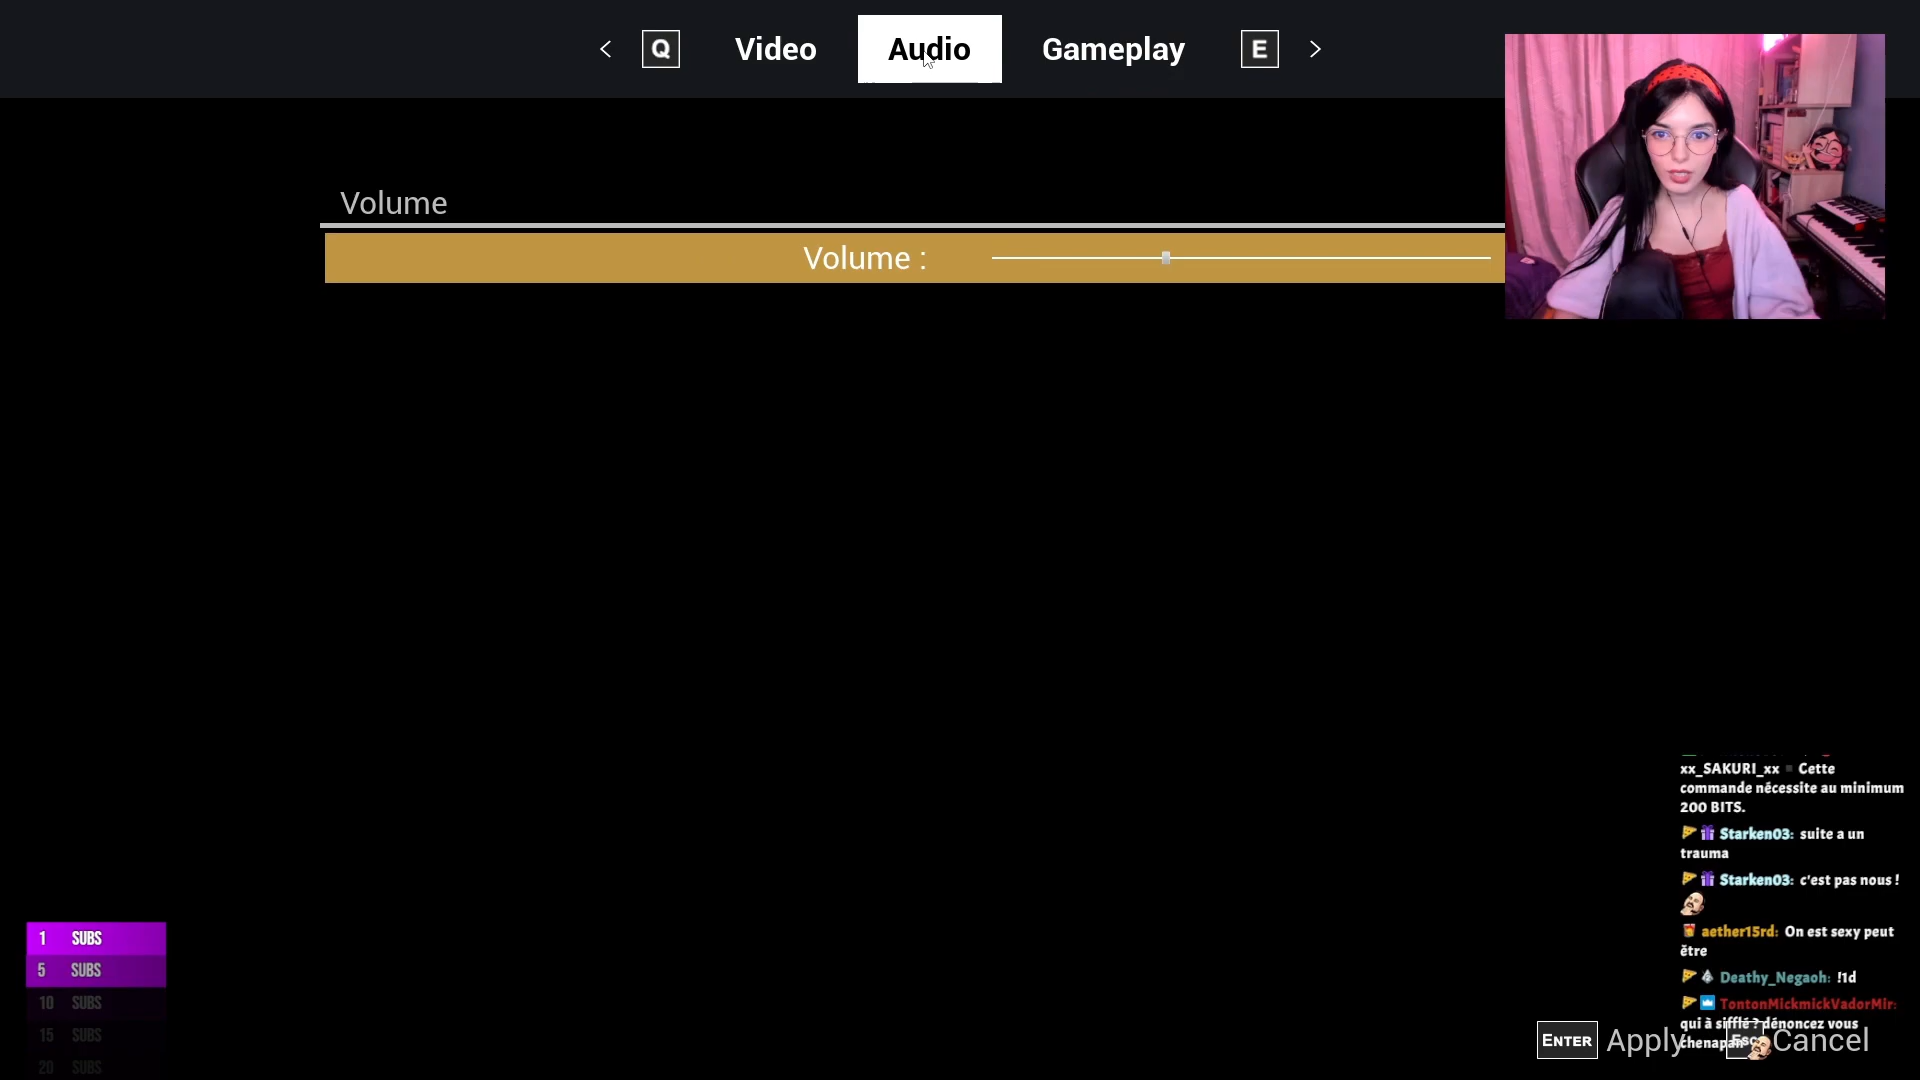 Q Video Audio Gameplay E
Volume
Volume :
xx_SAKURI_xx Cette
commande nécessite au minimum
200 BITS.
Starken03: suite a un
trauma
Starken03: c'est pas nous !
aether15rd: On est sexy peut
être
Deathy_Negaoh: !1d
TontonMickmickVadorMir:
qui à sifflé ? dénoncez vous
chenapan
1 SUBS
5 SUBS
10 SUBS
15 SUBS
20 SUBS
ENTER Apply Esc Cancel